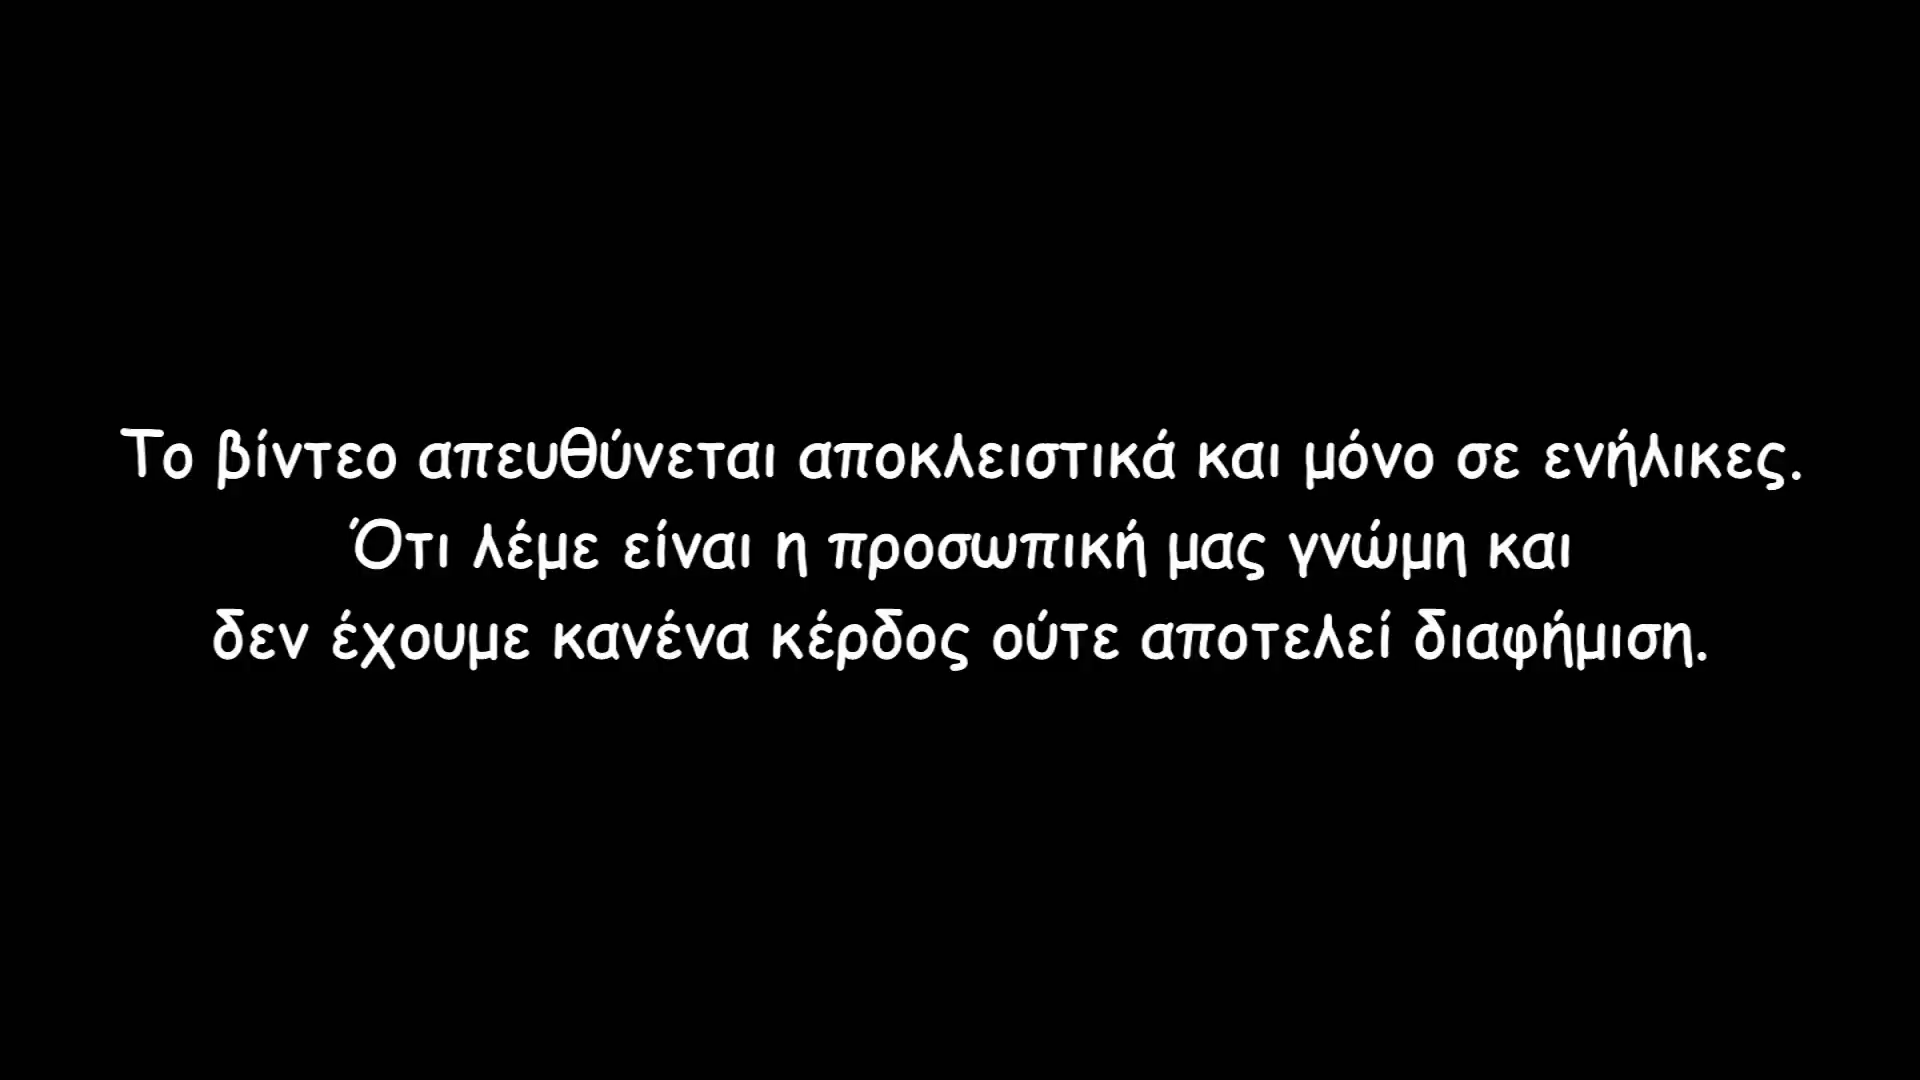 Το βίντεο απευθύνεται αποκλειστικά και μόνο σε ενήλικες.
Ότι λέμε είναι η προσωπική μας γνώμη και
δεν έχουμε κανένα κέρδος ούτε αποτελεί διαφήμιση.